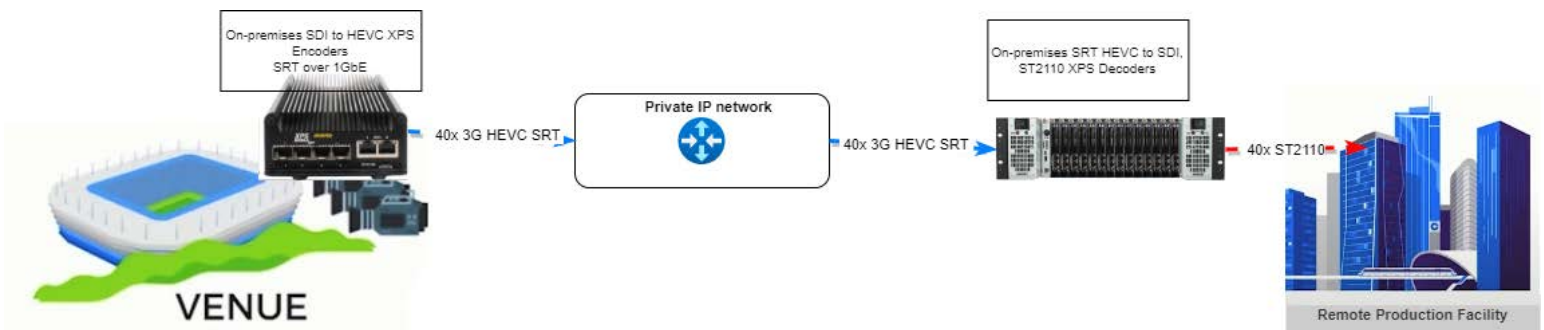 On-premises SDI to HEVC XPS
Encoders
SRT over 1GbE
On-premises SRT HEVC to SDI,
ST2110 XPS Decoders
Private IP network
40x 3G HEVC SRT
40x 3G HEVC SRT
40x ST2110
VENUE
Remote Production Facility